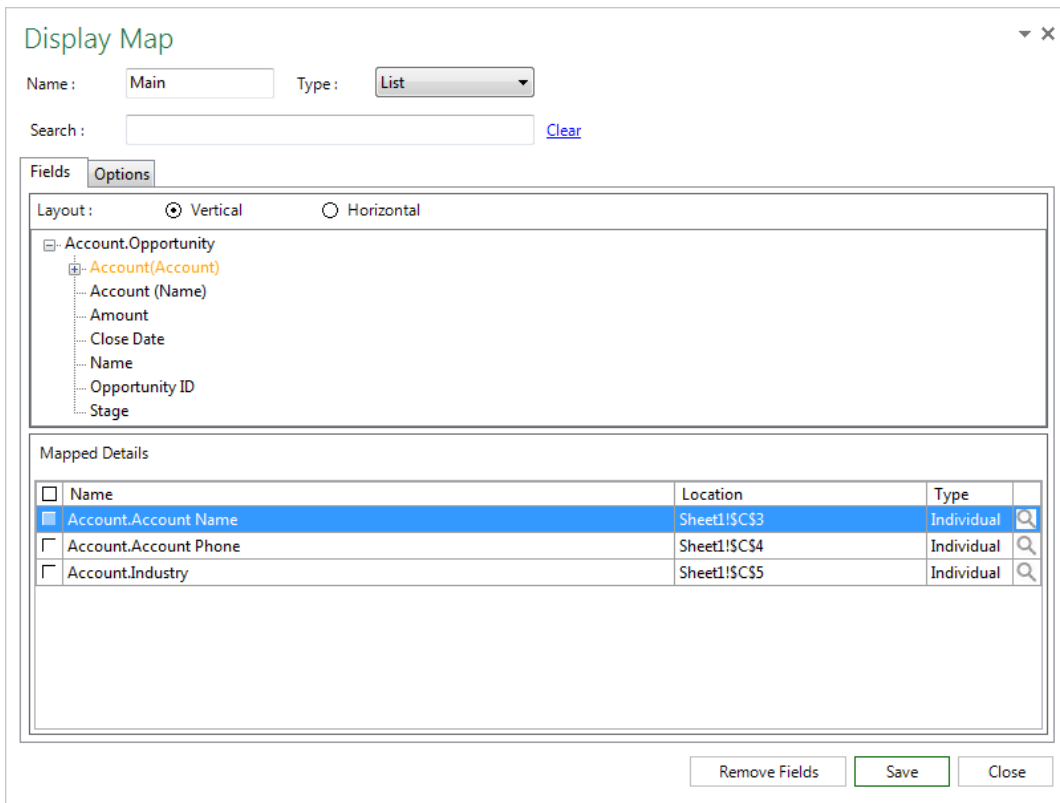 Display Map
Name : Main Type : List
Search : Clear
Fields Options
Layout : Vertical Horizontal
Account.Opportunity
Account(Account)
Account (Name)
Amount
Close Date
Name
Opportunity ID
Stage
Mapped Details
Name Location Type
Account.Account Name Sheet1!$C$3 Individual
Account.Account Phone Sheet1!$C$4 Individual
Account.Industry Sheet1!$C$5 Individual
Remove Fields Save Close